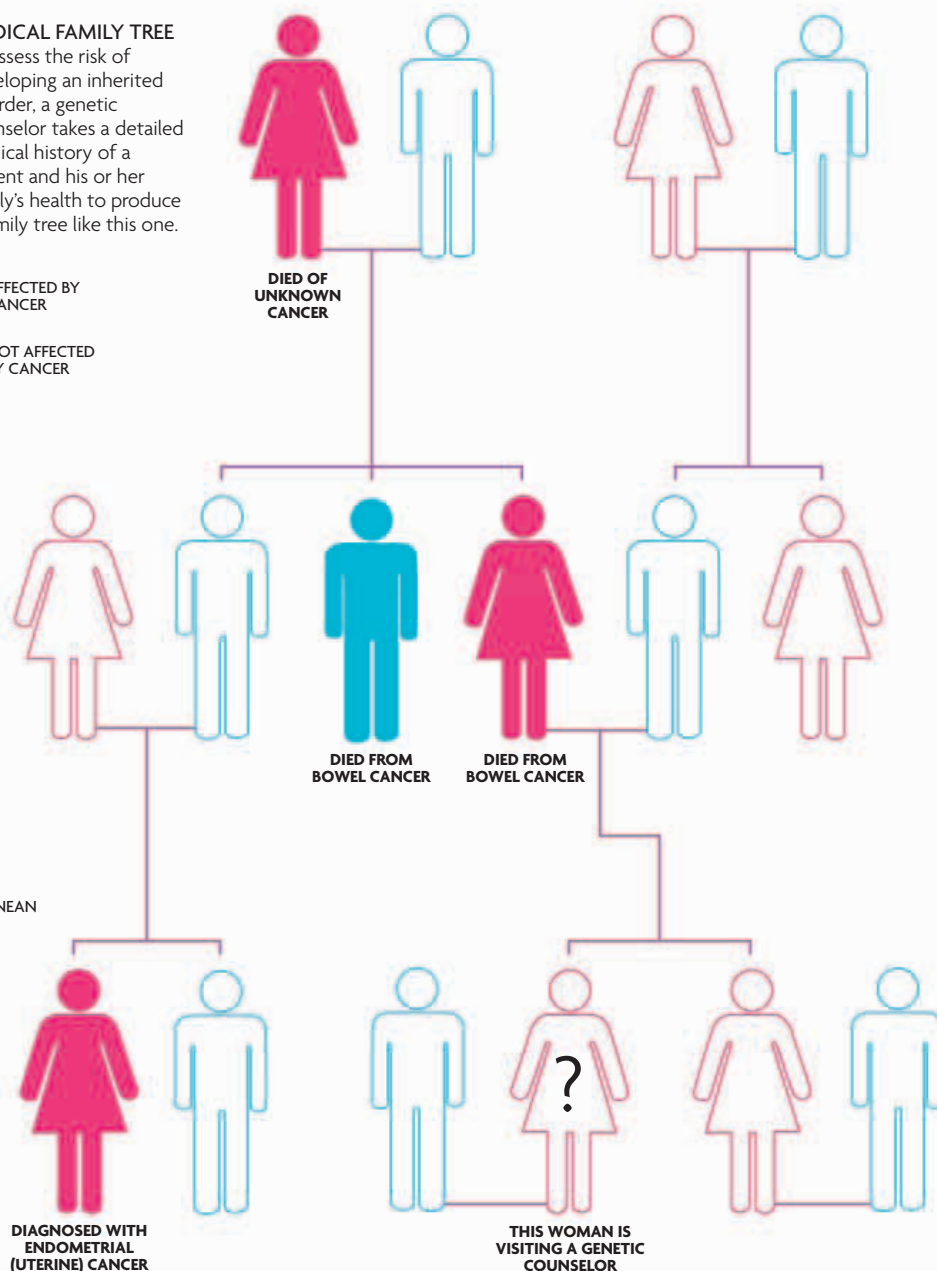 DICAL FAMILY TREE
ssess the risk of
eloping an inherited
rder, a genetic
nselor takes a detailed
ical history of a
ent and his or her
ly's health to produce
mily tree like this one.
FFECTED BY
ANCER
OT AFFECTED
Y CANCER
DIED OF
UNKNOWN
CANCER
DIED FROM
BOWEL CANCER
DIED FROM
BOWEL CANCER
NEAN
?
DIAGNOSED WITH
ENDOMETRIAL
(UTERINE) CANCER
THIS WOMAN IS
VISITING A GENETIC
COUNSELOR